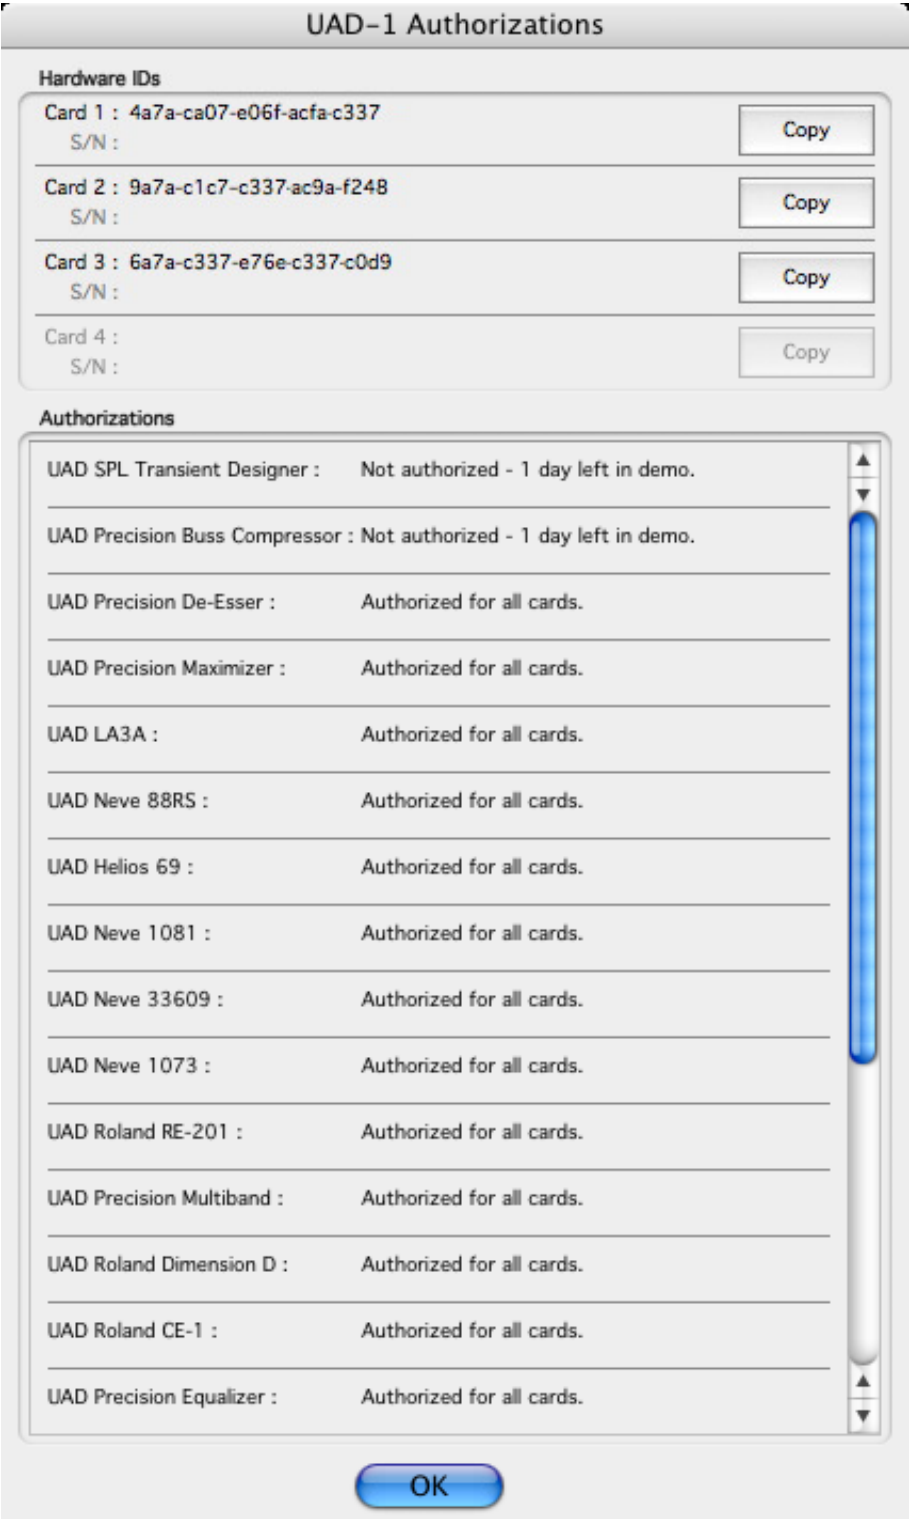 UAD-1 Authorizations
Hardware IDs
Card 1 : 4a7a-ca07-e06f-acfa-c337
Copy
S/N :
Card 2 : 9a7a-c1c7-c337-ac9a-f248
Copy
S/N :
Card 3 : 6a7a-c337-e76e-c337-c0d9
Copy
S/N :
Card 4 :
Copy
S/N :
Authorizations
UAD SPL Transient Designer : Not authorized - 1 day left in demo.
UAD Precision Buss Compressor : Not authorized - 1 day left in demo.
UAD Precision De-Esser : Authorized for all cards.
UAD Precision Maximizer : Authorized for all cards.
UAD LA3A : Authorized for all cards.
UAD Neve 88RS : Authorized for all cards.
UAD Helios 69 : Authorized for all cards.
UAD Neve 1081 : Authorized for all cards.
UAD Neve 33609 : Authorized for all cards.
UAD Neve 1073 : Authorized for all cards.
UAD Roland RE-201 : Authorized for all cards.
UAD Precision Multiband : Authorized for all cards.
UAD Roland Dimension D : Authorized for all cards.
UAD Roland CE-1 : Authorized for all cards.
UAD Precision Equalizer : Authorized for all cards.
OK